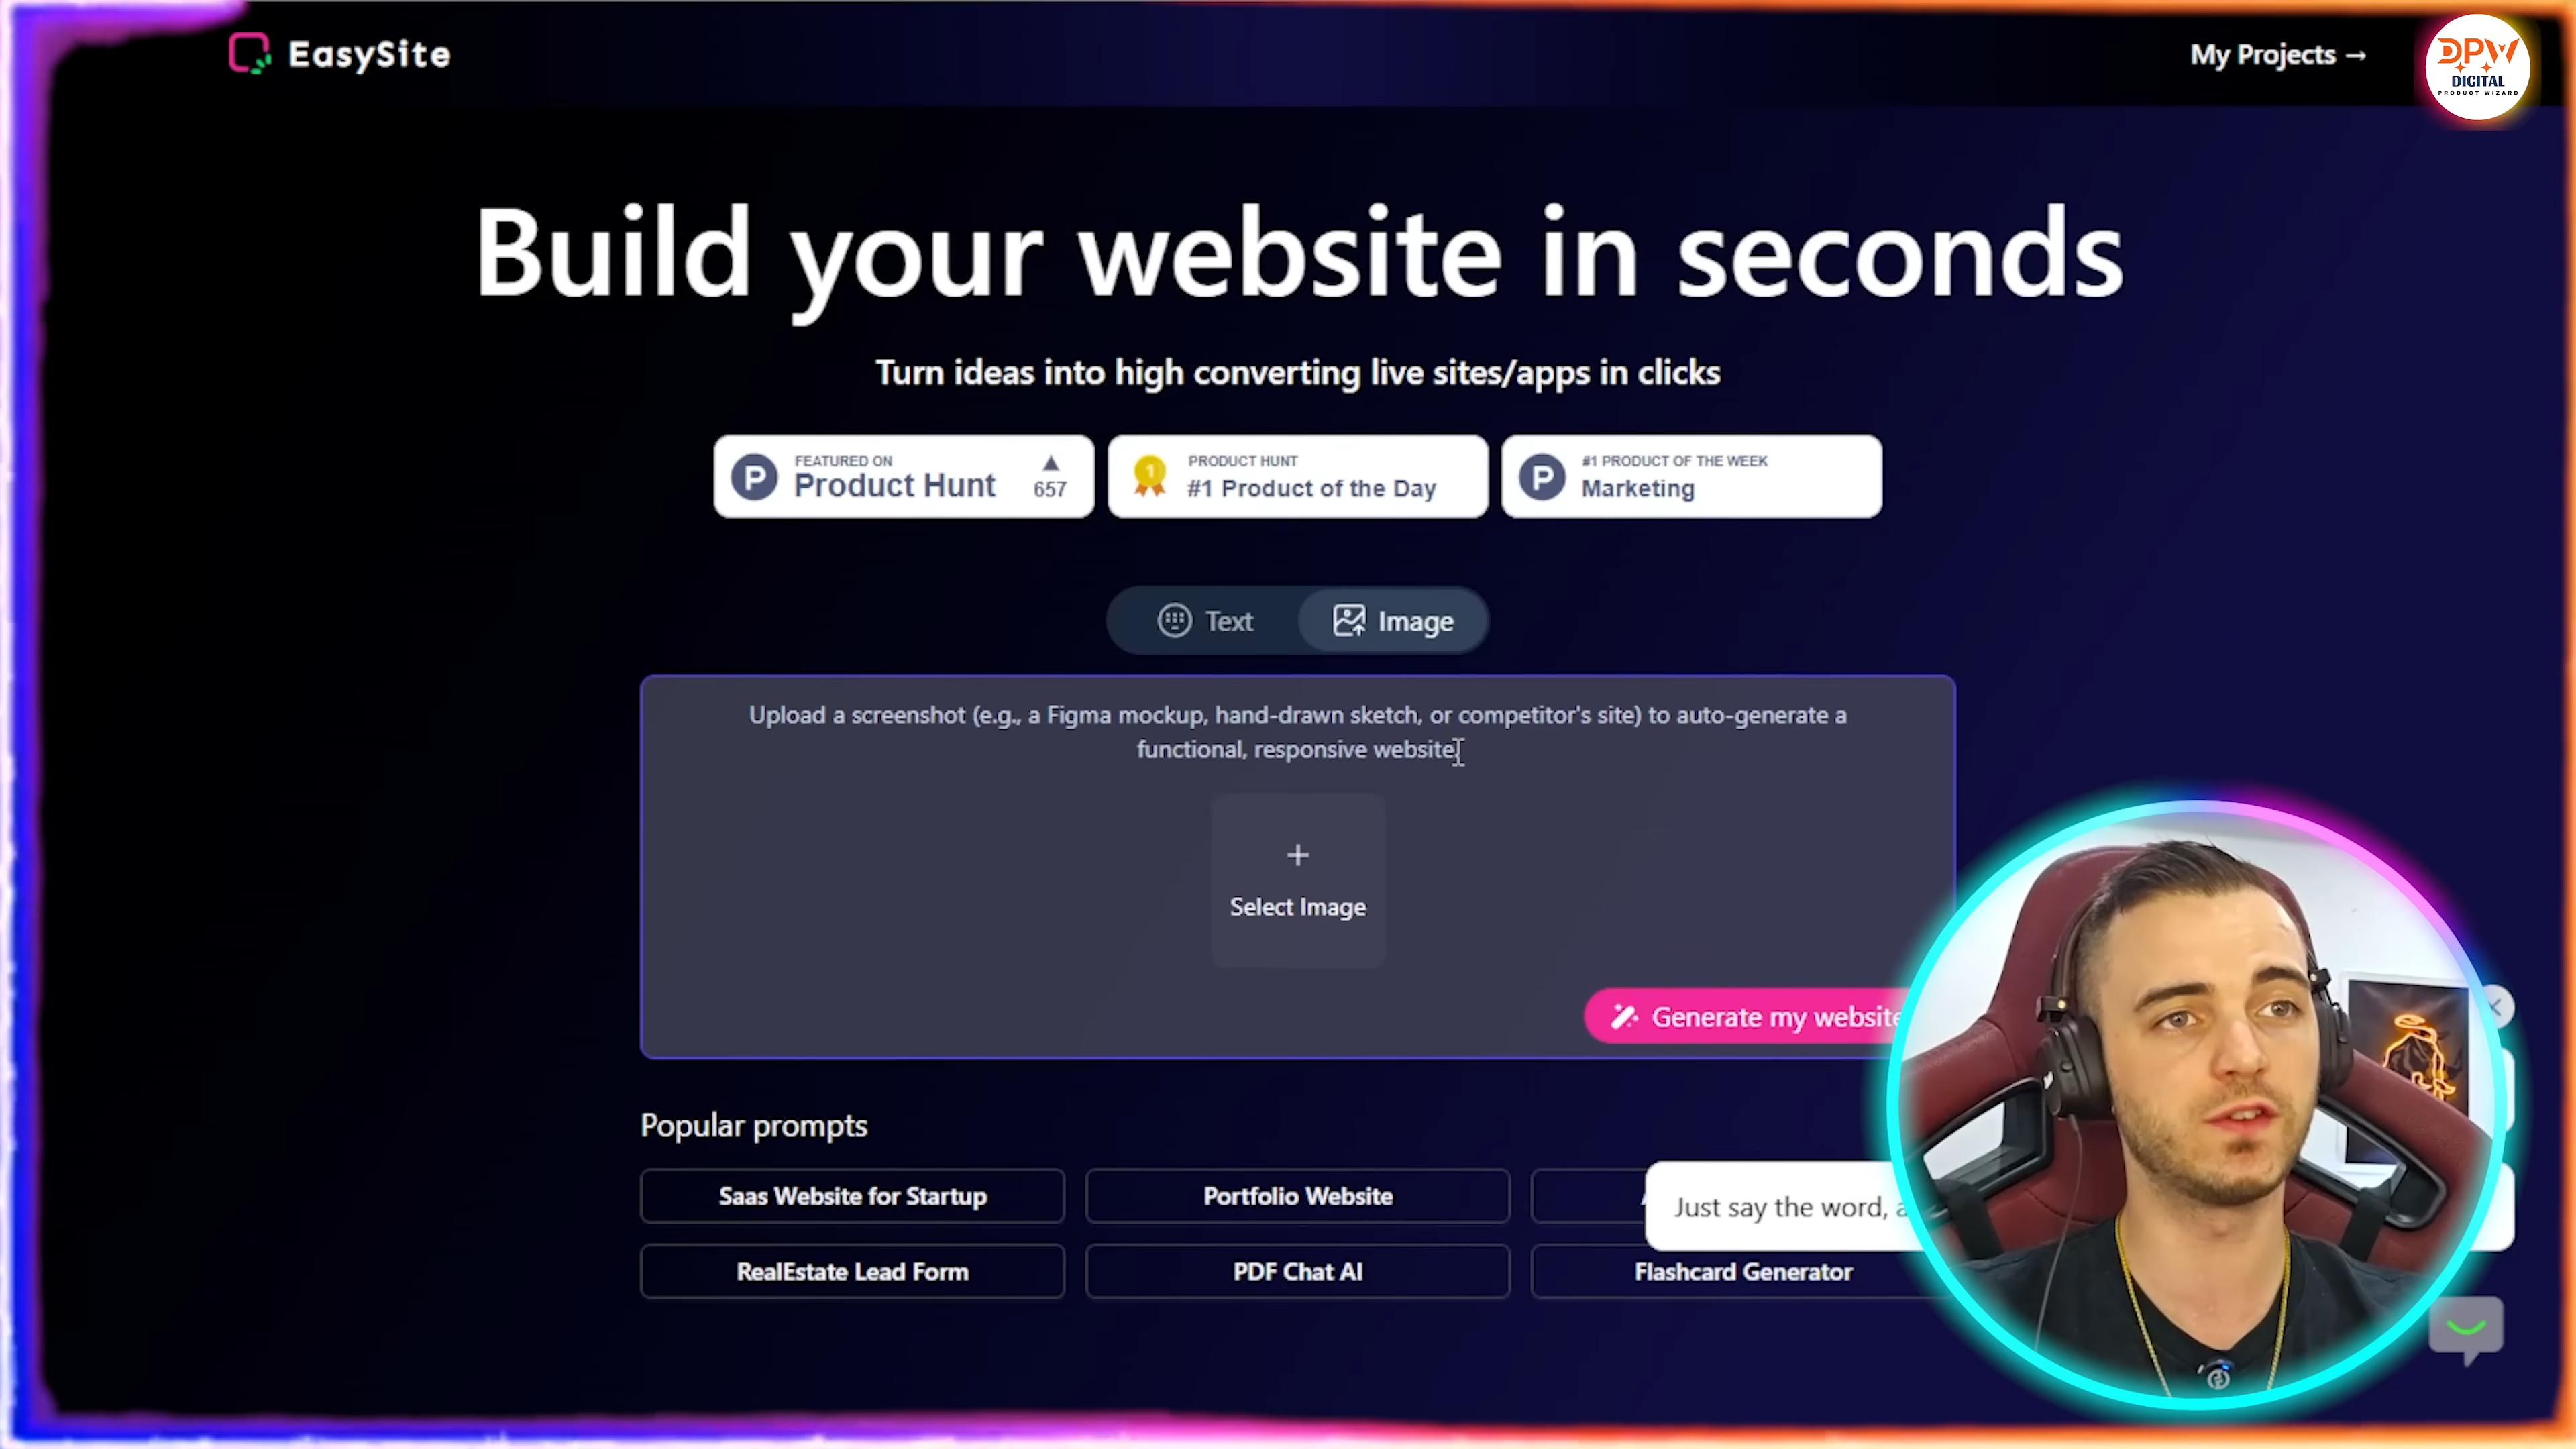 EasySite
My Projects →
DPW
DIGITAL
PRODUCT WIZARD
Build your website in seconds
Turn ideas into high converting live sites/apps in clicks
FEATURED ON
Product Hunt
657
PRODUCT HUNT
#1 Product of the Day
#1 PRODUCT OF THE WEEK
Marketing
Text
Image
Upload a screenshot (e.g., a Figma mockup, hand-drawn sketch, or competitor's site) to auto-generate a
functional, responsive website.
+
Select Image
Generate my website
Popular prompts
Saas Website for Startup
Portfolio Website
Just say the word,
RealEstate Lead Form
PDF Chat AI
Flashcard Generator